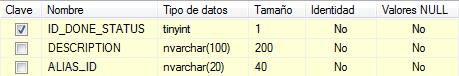 Clave Nombre Tipo de datos Tamaño Identidad Valores NULL
ID_DONE_STATUS tinyint 1 No No
DESCRIPTION nvarchar(100) 200 No No
ALIAS_ID nvarchar(20) 40 No No